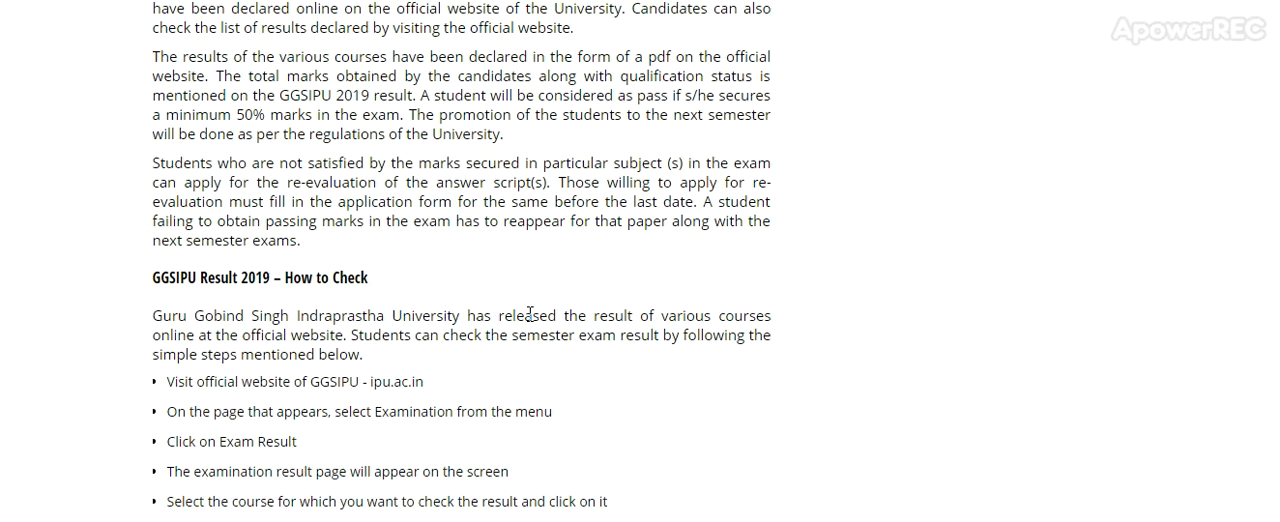 have been declared online on the official website of the University. Candidates can also
check the list of results declared by visiting the official website.
ApowerREC
The results of the various courses have been declared in the form of a pdf on the official
website. The total marks obtained by the candidates along with qualification status is
mentioned on the GGSIPU 2019 result. A student will be considered as pass if s/he secures
a minimum 50% marks in the exam. The promotion of the students to the next semester
will be done as per the regulations of the University.
Students who are not satisfied by the marks secured in particular subject (s) in the exam
can apply for the re-evaluation of the answer script(s). Those willing to apply for re-
evaluation must fill in the application form for the same before the last date. A student
failing to obtain passing marks in the exam has to reappear for that paper along with the
next semester exams.
GGSIPU Result 2019 – How to Check
Guru Gobind Singh Indraprastha University has released the result of various courses
online at the official website. Students can check the semester exam result by following the
simple steps mentioned below.
Visit official website of GGSIPU - ipu.ac.in
On the page that appears, select Examination from the menu
Click on Exam Result
The examination result page will appear on the screen
Select the course for which you want to check the result and click on it